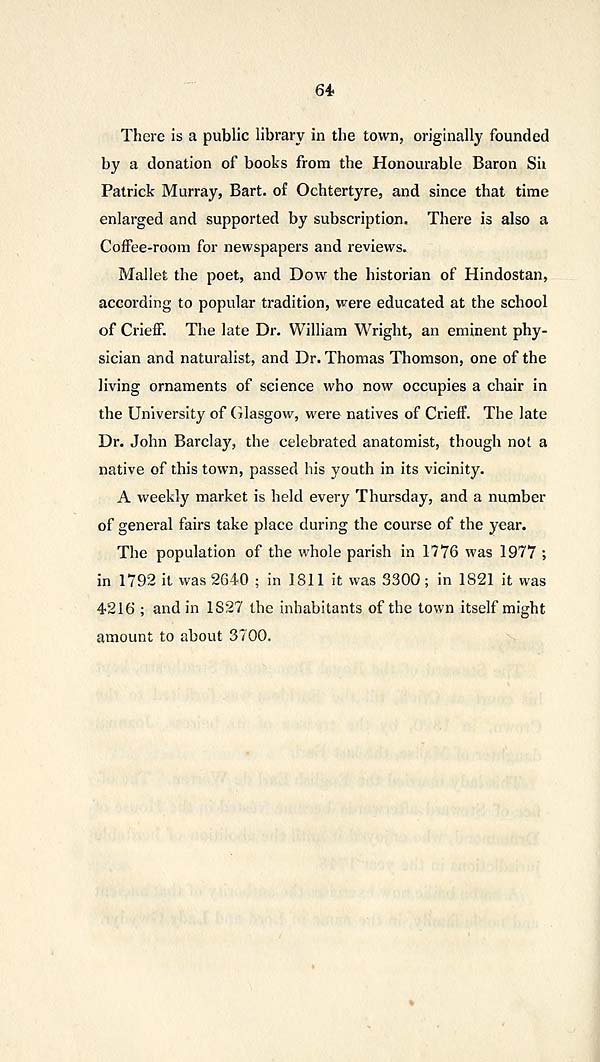 64
There is a public library in the town, originally founded
by a donation of books from the Honourable Baron Sir
Patrick Murray, Bart. of Ochtertyre, and since that time
enlarged and supported by subscription. There is also a
Coffee-room for newspapers and reviews.
Mallet the poet, and Dow the historian of Hindostan,
according to popular tradition, were educated at the school
of Crieff. The late Dr. William Wright, an eminent phy-
sician and naturalist, and Dr. Thomas Thomson, one of the
living ornaments of science who now occupies a chair in
the University of Glasgow, were natives of Crieff. The late
Dr. John Barclay, the celebrated anatomist, though not a
native of this town, passed his youth in its vicinity.
A weekly market is held every Thursday, and a number
of general fairs take place during the course of the year.
The population of the whole parish in 1776 was 1977 ;
in 1792 it was 2640 ; in 1811 it was 3300 ; in 1821 it was
4216 ; and in 1827 the inhabitants of the town itself might
amount to about 3700.